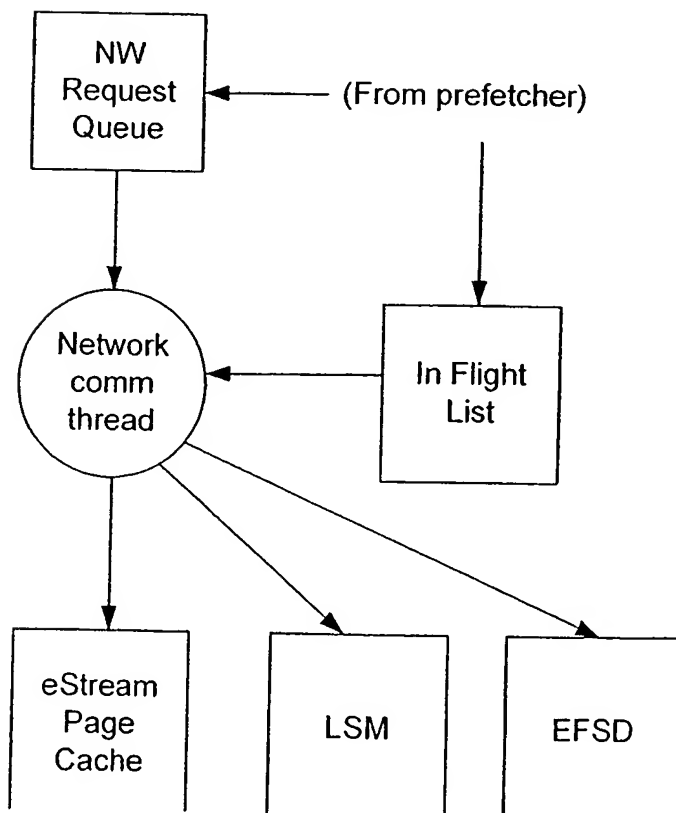 NW
Request
Queue
(From prefetcher)
Network
comm
thread
In Flight
List
eStream
Page
Cache
LSM
EFSD